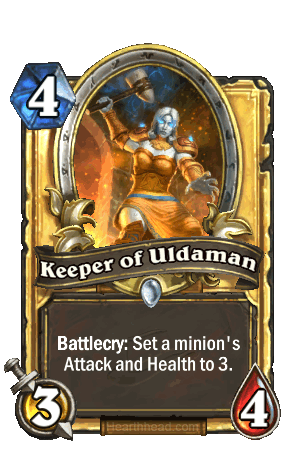 4
Keeper of Uldaman
Battlecry: Set a minion's
Attack and Health to 3.
3
4
Hearthhead.com